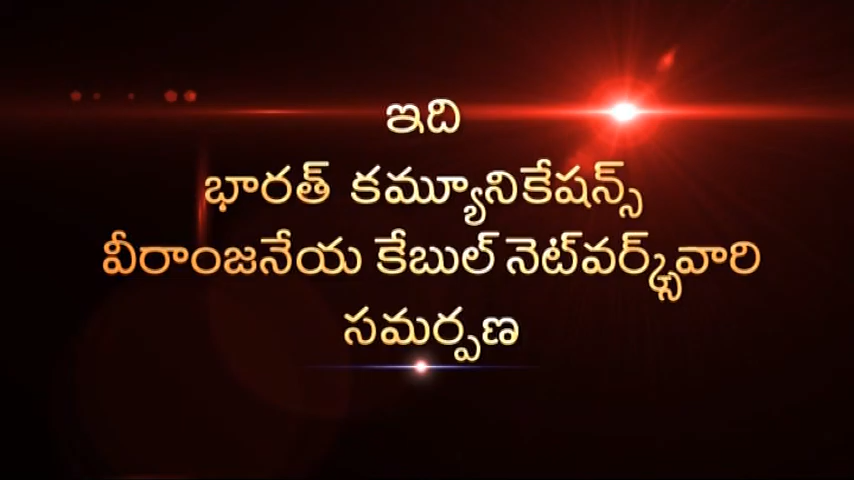 ఇది
భారత్ కమ్యూనికేషన్స్
వీరాంజనేయ కేబుల్ నెట్‌వర్క్స్‌వారి
సమర్పణ